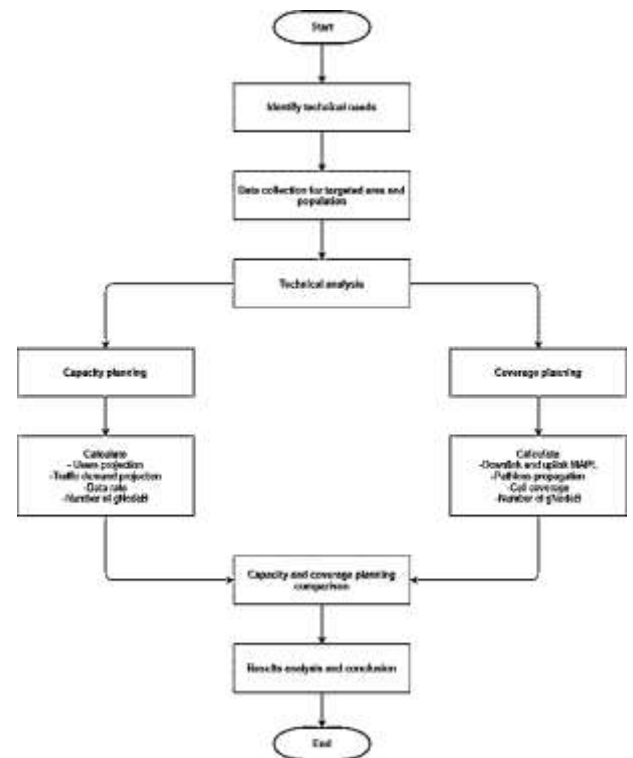 Start
Identify technical needs
Data collection for targeted area and
population
Technical analysis
Capacity planning
Coverage planning
Calculate
- Users projection
-Traffic demand projection
-Data rate
-Number of gNodeB
Calculate
-Downlink and uplink MAPL
-Pathloss propagation
-Cell coverage
-Number of gNodeB
Capacity and coverage planning
comparison
Results analysis and conclusion
End